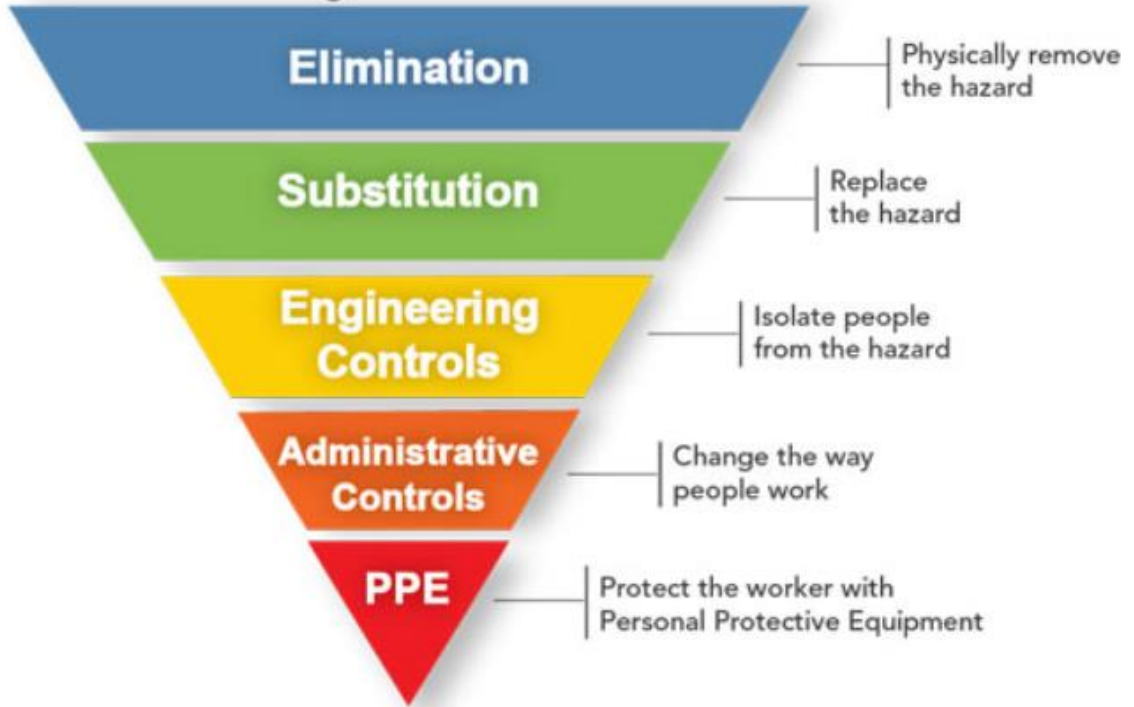 Elimination
Physically remove
the hazard
Substitution
Replace
the hazard
Engineering
Controls
Isolate people
from the hazard
Administrative
Controls
Change the way
people work
PPE
Protect the worker with
Personal Protective Equipment